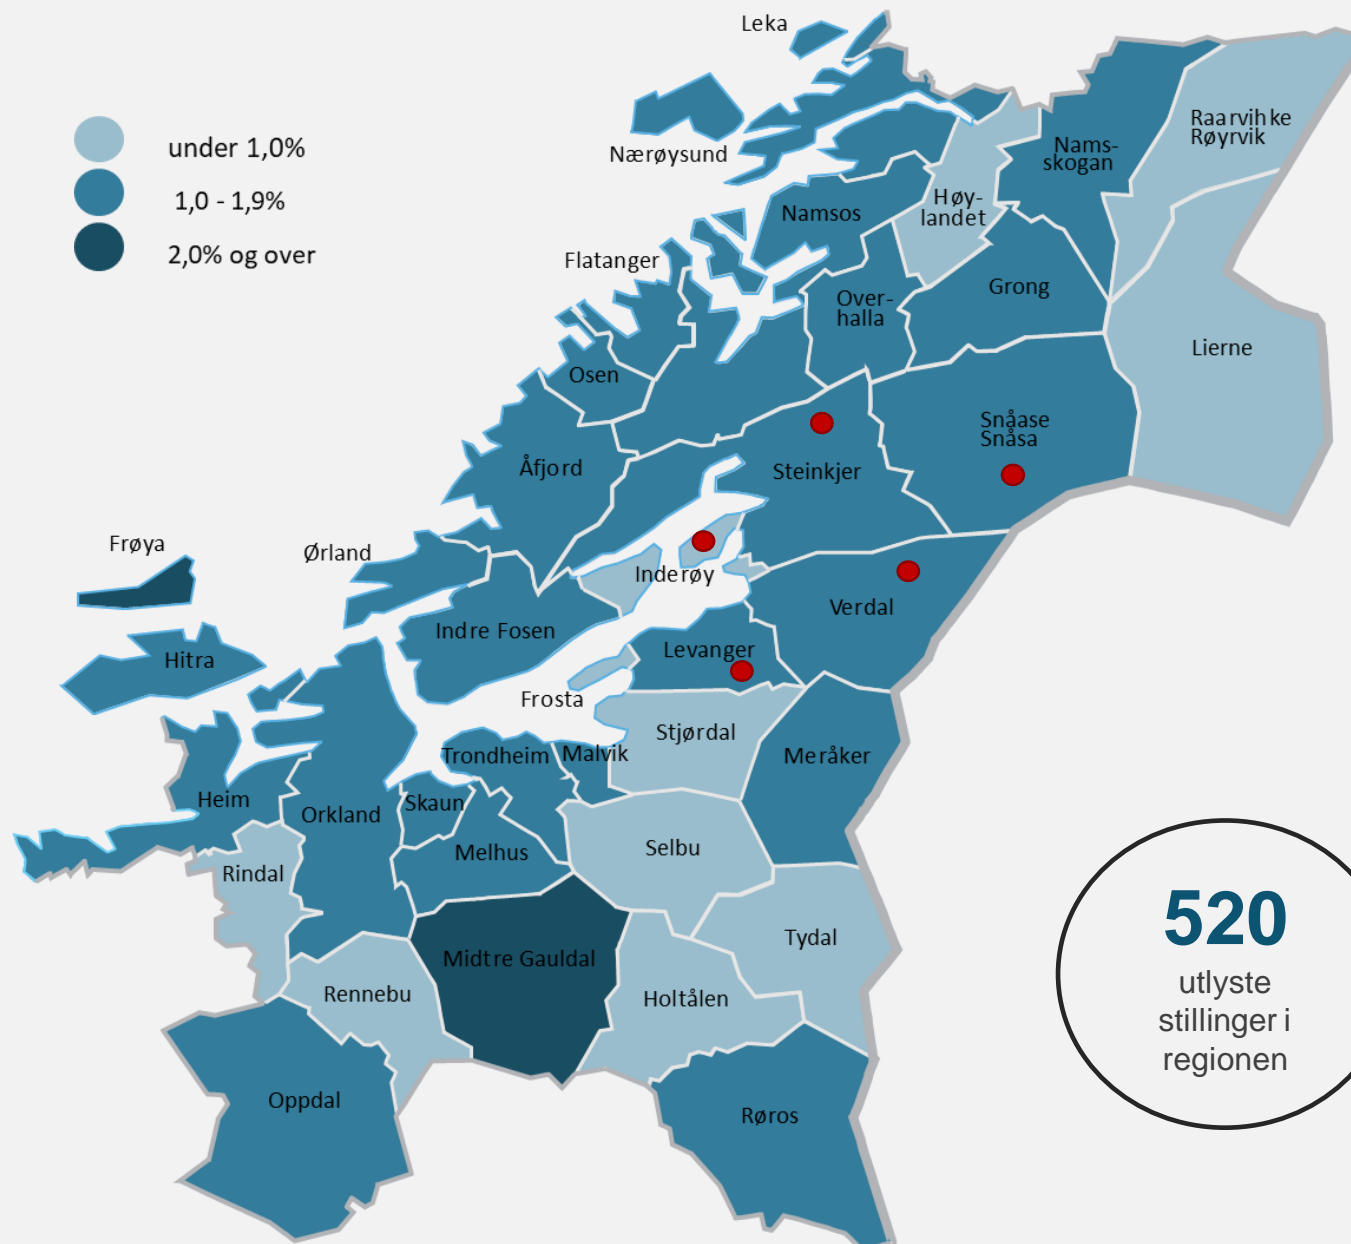 Leka
under 1,0%
1,0 - 1,9%
2,0% og over
Nærøysund
Raarvihke
Røyrvik
Nams-
skogan
Høy-
landet
Namsos
Flatanger
Over-
halla
Grong
Lierne
Osen
Snåase
Snåsa
Åfjord
Steinkjer
Frøya
Ørland
Inderøy
Verdal
Indre Fosen
Hitra
Levanger
Frosta
Stjørdal
Trondheim
Malvik
Meråker
Heim
Skaun
Orkland
Selbu
Melhus
Rindal
Tydal
Midtre Gauldal
Rennebu
Holtålen
Oppdal
Røros
520
utlyste
stillinger i
regionen